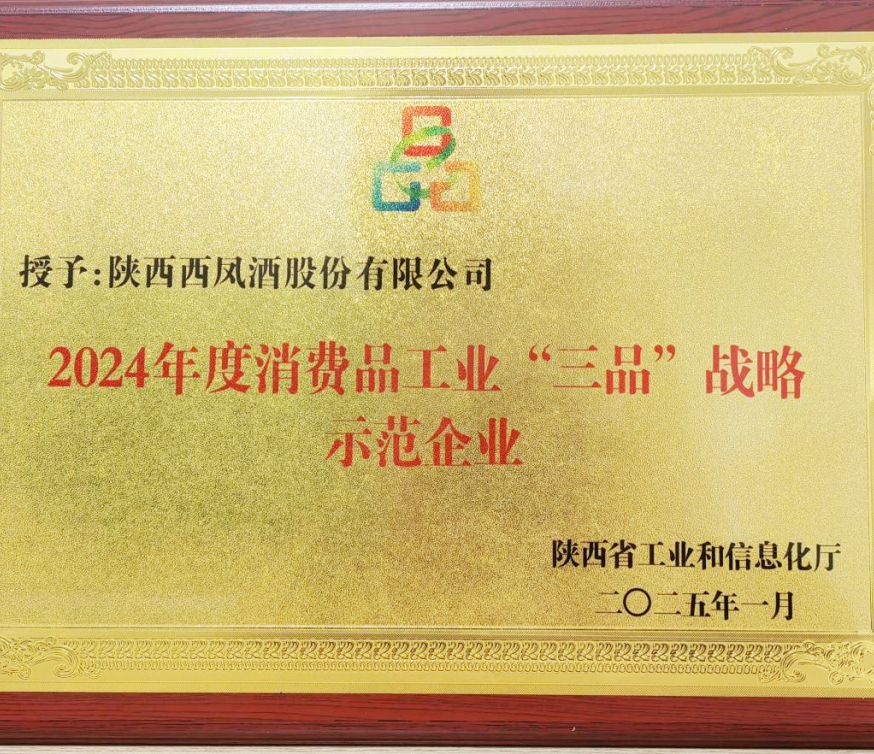 授予:陕西西凤酒股份有限公司
2024年度消费品工业“三品”战略
示范企业
陕西省工业和信息化厅
二〇二五年一月